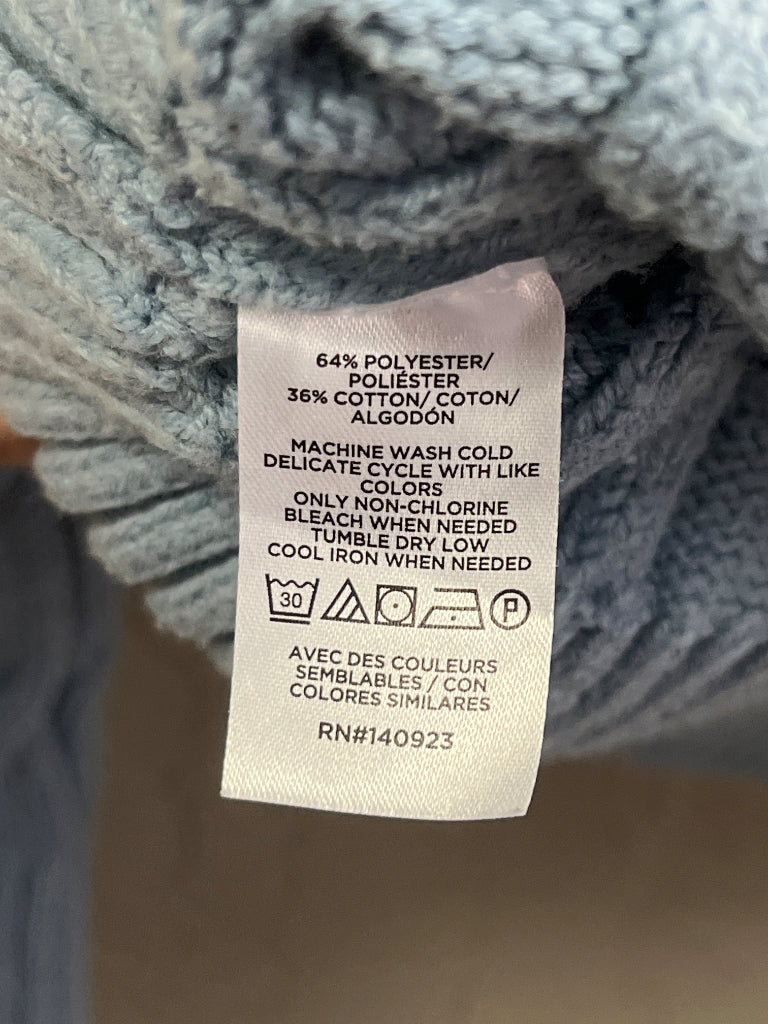 64% POLYESTER/
POLIÉSTER
36% COTTON/ COTON/
ALGODÓN
MACHINE WASH COLD
DELICATE CYCLE WITH LIKE
COLORS
ONLY NON-CHLORINE
BLEACH WHEN NEEDED
TUMBLE DRY LOW
COOL IRON WHEN NEEDED
30 P
AVEC DES COULEURS
SEMBLABLES / CON
COLORES SIMILARES
RN#140923